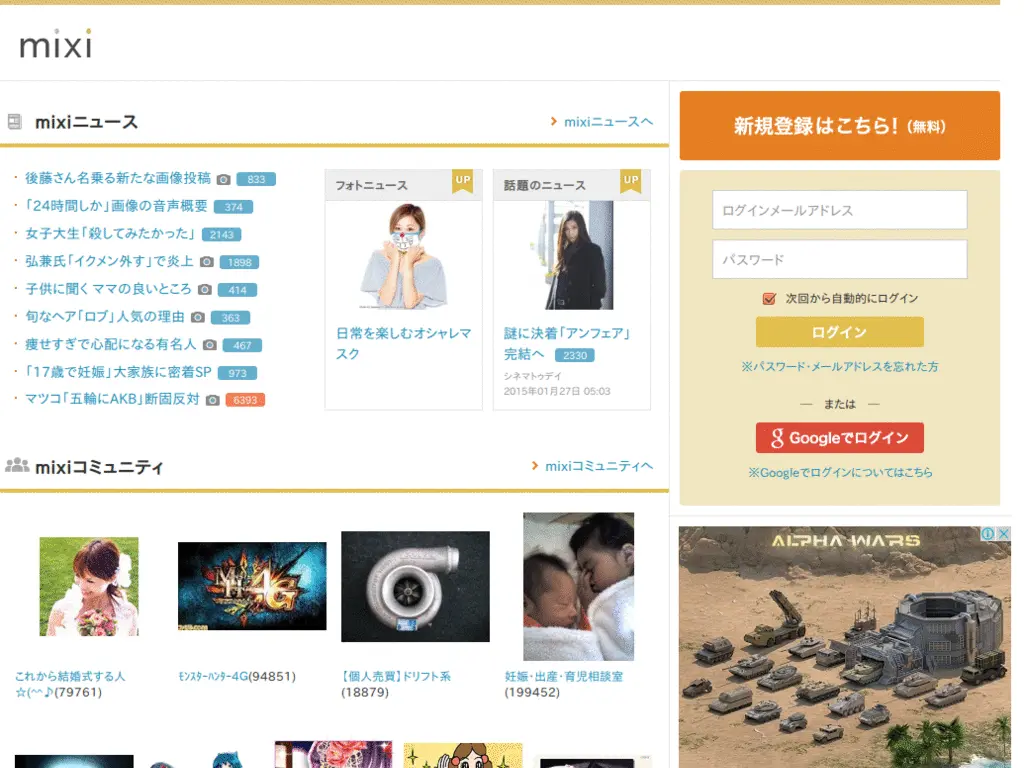 mixi
mixiニュース
mixiニュースへ
後藤さん名乗る新たな画像投稿 833
「24時間しか」画像の音声概要 374
女子大生「殺してみたかった」 2143
弘兼氏「イクメン外す」で炎上 1898
子供に聞くママの良いところ 414
旬なヘア「ロブ」人気の理由 363
痩せすぎで心配になる有名人 467
「17歳で妊娠」大家族に密着SP 973
マツコ「五輪にAKB」断固反対 6393
フォトニュース UP
日常を楽しむオシャレマ
スク
話題のニュース UP
謎に決着「アンフェア」
完結へ 2330
シネマトゥデイ
2015年01月27日 05:03
mixiコミュニティ
mixiコミュニティへ
これから結婚式する人
☆(^^♪(79761)
MH4G
ﾓﾝｽﾀｰﾊﾝﾀｰ4G(94851)
【個人売買】ドリフト系
(18879)
妊娠・出産・育児相談室
(199452)
新規登録はこちら!(無料)
ログインメールアドレス
パスワード
次回から自動的にログイン
ログイン
※パスワード・メールアドレスを忘れた方
— または —
g Googleでログイン
※Googleでログインについてはこちら
ALPHA WARS